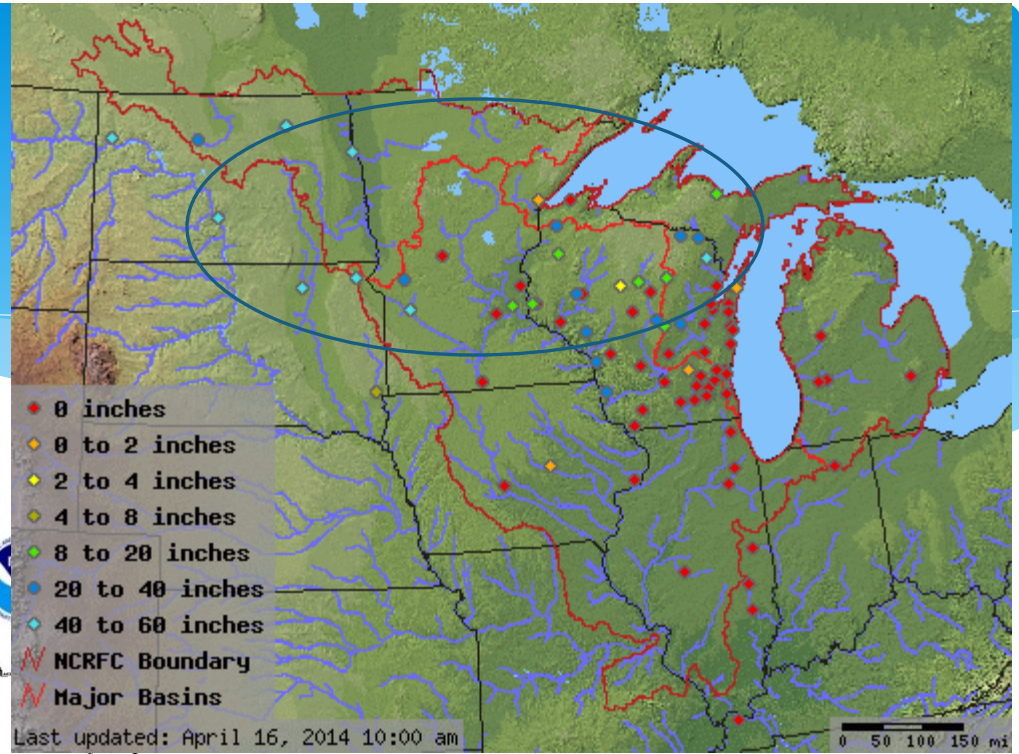 0 inches
0 to 2 inches
2 to 4 inches
4 to 8 inches
8 to 20 inches
20 to 40 inches
40 to 60 inches
NCRFC Boundary
Major Basins
Last updated: April 16, 2014 10:00 am
0 50 100 150 mi